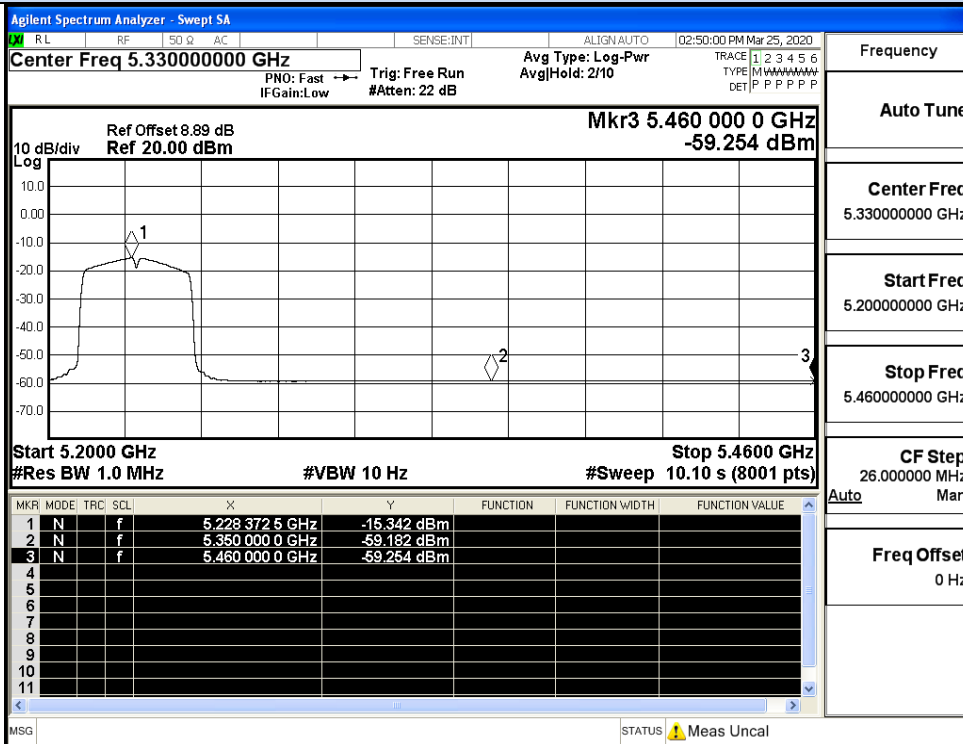 Agilent Spectrum Analyzer - Swept SA
LXI RL RF 50 Ω AC SENSE:INT ALIGN AUTO 02:50:00 PM Mar 25, 2020
Center Freq 5.330000000 GHz
PNO: Fast
IFGain:Low
Trig: Free Run
#Atten: 22 dB
Avg Type: Log-Pwr
Avg|Hold: 2/10
TRACE 1 2 3 4 5 6
TYPE M W W W W W
DET P P P P P P
Mkr3 5.460 000 0 GHz
-59.254 dBm
Ref Offset 8.89 dB
10 dB/div Ref 20.00 dBm
Log
10.0
0.00
-10.0
-20.0
-30.0
-40.0
-50.0
-60.0
-70.0
1
2
3
Start 5.2000 GHz Stop 5.4600 GHz
#Res BW 1.0 MHz #VBW 10 Hz #Sweep 10.10 s (8001 pts)
MKR MODE TRC SCL X Y FUNCTION FUNCTION WIDTH FUNCTION VALUE
1 N f 5.228 372 5 GHz -15.342 dBm
2 N f 5.350 000 0 GHz -59.182 dBm
3 N f 5.460 000 0 GHz -59.254 dBm
4
5
6
7
8
9
10
11
MSG STATUS Meas Uncal
Frequency
Auto Tune
Center Freq
5.330000000 GHz
Start Freq
5.200000000 GHz
Stop Freq
5.460000000 GHz
CF Step
26.000000 MHz
Auto Man
Freq Offset
0 Hz